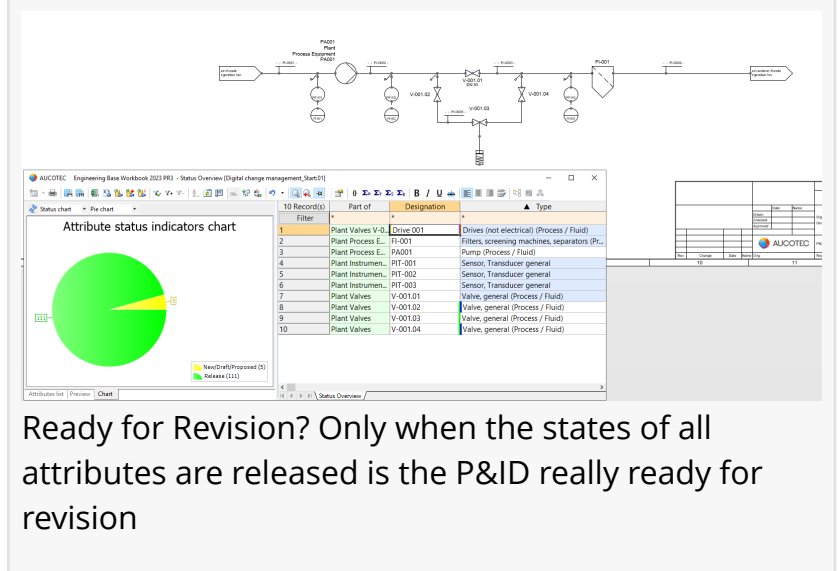 PA001
Plant
Process Equipment
PA001
FI-001
V-001.01
V-001.02
V-001.04
V-001.03
AUCOTEC Engineering Base Workbook 2023 PR3 - Status Overview [Digital change management_Start:01]
Status chart Pie chart
10 Record(s) Part of Designation Type
Filter * * *
Attribute status indicators chart
1 Plant Valves V-0... Drive 001 Drives (not electrical) (Process / Fluid)
2 Plant Process E... FI-001 Filters, screening machines, separators (Pr...
3 Plant Process E... PA001 Pump (Process / Fluid)
4 Plant Instrumen... PIT-001 Sensor, Transducer general
5 Plant Instrumen... PIT-002 Sensor, Transducer general
6 Plant Instrumen... PIT-003 Sensor, Transducer general
7 Plant Valves V-001.01 Valve, general (Process / Fluid)
8 Plant Valves V-001.02 Valve, general (Process / Fluid)
9 Plant Valves V-001.03 Valve, general (Process / Fluid)
10 Plant Valves V-001.04 Valve, general (Process / Fluid)
5
111
New/Draft/Proposed (5)
Release (111)
Attributes list Preview Chart
Status Overview
Date Name
AUCOTEC
Rev. Change Date Name
10 11
Ready for Revision? Only when the states of all
attributes are released is the P&ID really ready for
revision